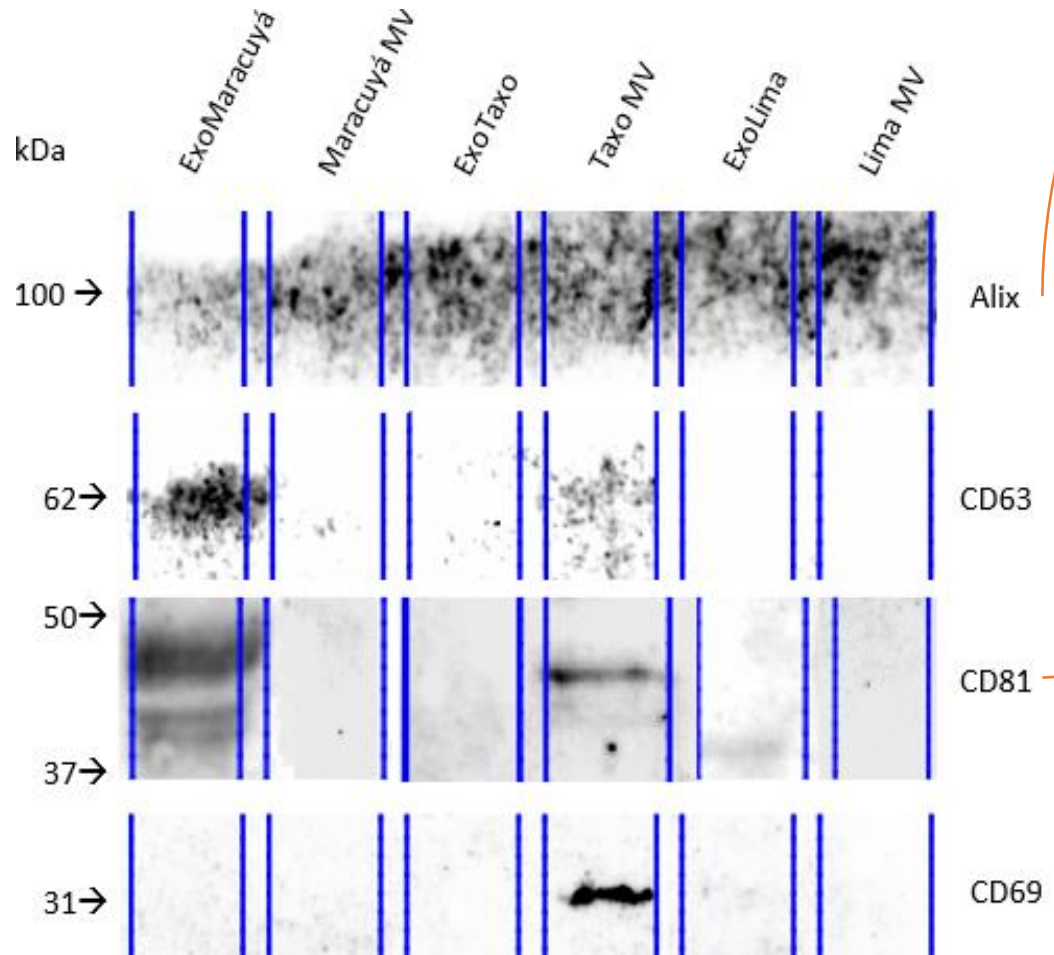 kDa
ExoMaracuyá
Maracuyá MV
ExoTaxo
Taxo MV
ExoLima
Lima MV
100→
Alix
62→
CD63
50→
CD81
37→
31→
CD69